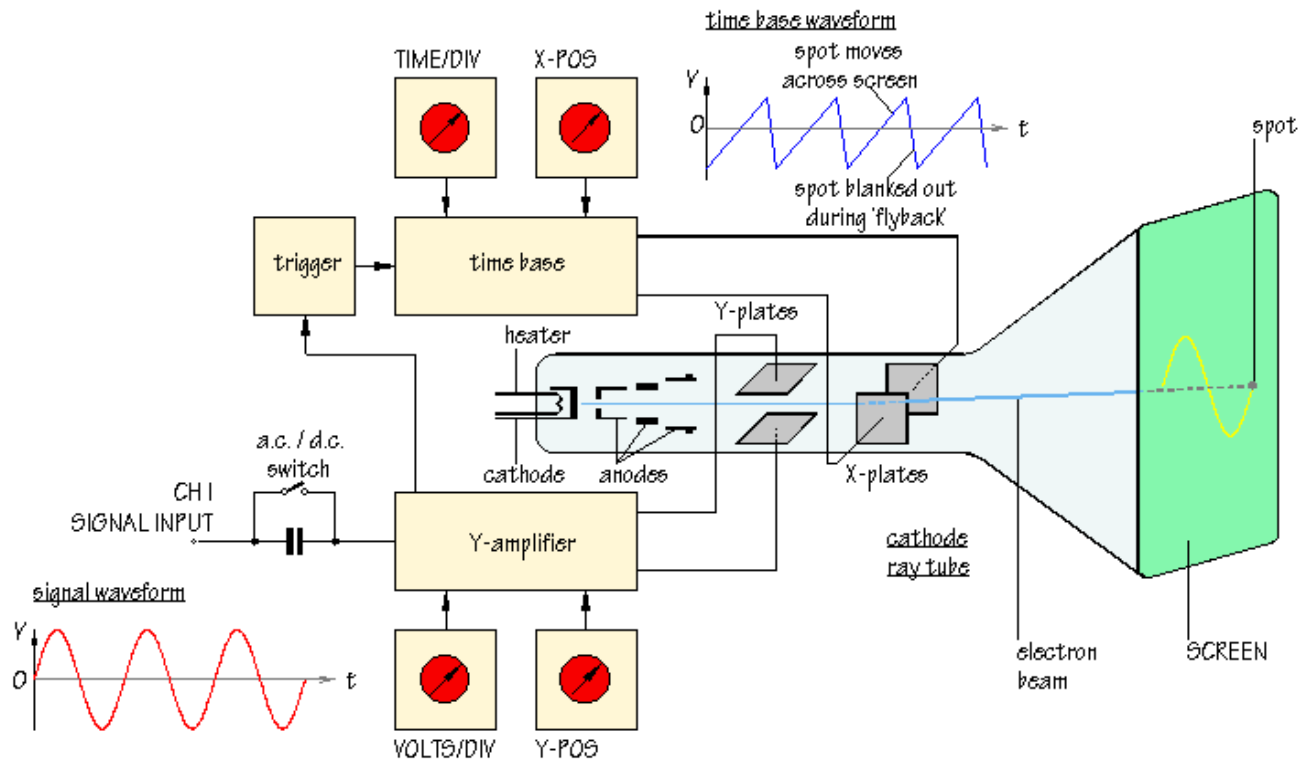 time base waveform
TIME/DIV
X-POS
spot moves
across screen
V
O
t
spot
spot blanked out
during 'flyback'
trigger
time base
Y-plates
heater
a.c. / d.c.
switch
cathode
anodes
X-plates
CH I
SIGNAL INPUT
Y-amplifier
cathode
ray tube
signal waveform
V
O
t
electron
beam
SCREEN
VOLTS/DIV
Y-POS